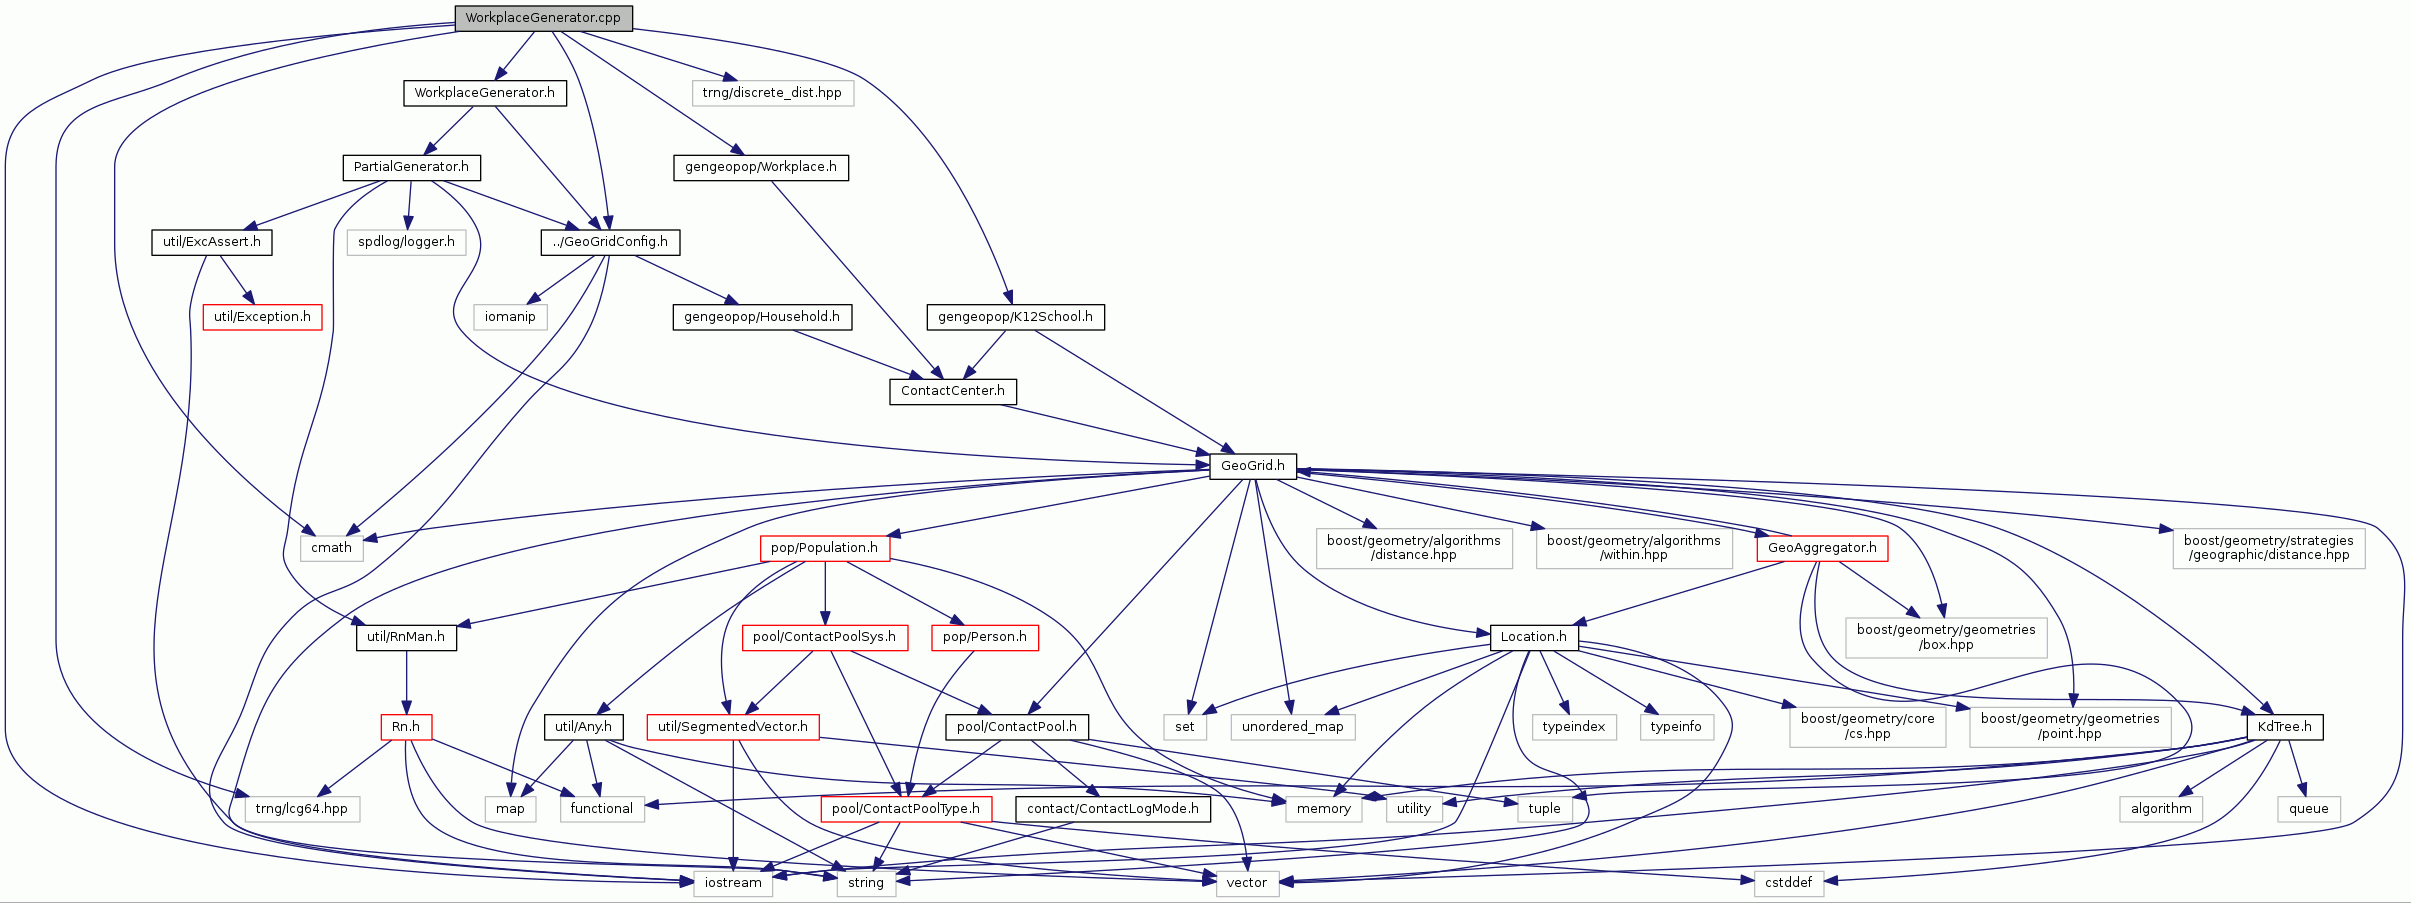 WorkplaceGenerator.cpp
WorkplaceGenerator.h
trng/discrete_dist.hpp
PartialGenerator.h
gengeopop/Workplace.h
util/ExcAssert.h
spdlog/logger.h
../GeoGridConfig.h
util/Exception.h
iomanip
gengeopop/Household.h
gengeopop/K12School.h
ContactCenter.h
GeoGrid.h
cmath
pop/Population.h
boost/geometry/algorithms
/distance.hpp
boost/geometry/algorithms
/within.hpp
GeoAggregator.h
boost/geometry/strategies
/geographic/distance.hpp
util/RnMan.h
pool/ContactPoolSys.h
pop/Person.h
Location.h
boost/geometry/geometries
/box.hpp
Rn.h
util/Any.h
util/SegmentedVector.h
pool/ContactPool.h
set
unordered_map
typeindex
typeinfo
boost/geometry/core
/cs.hpp
boost/geometry/geometries
/point.hpp
KdTree.h
trng/lcg64.hpp
map
functional
pool/ContactPoolType.h
contact/ContactLogMode.h
memory
utility
tuple
algorithm
queue
iostream
string
vector
cstddef